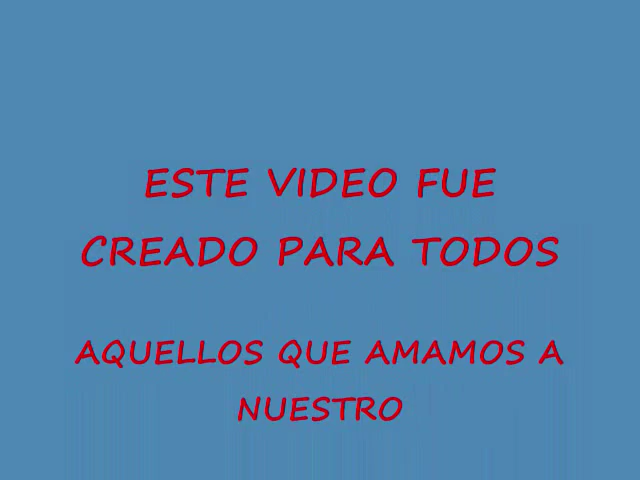 ESTE VIDEO FUE
CREADO PARA TODOS
AQUELLOS QUE AMAMOS A
NUESTRO